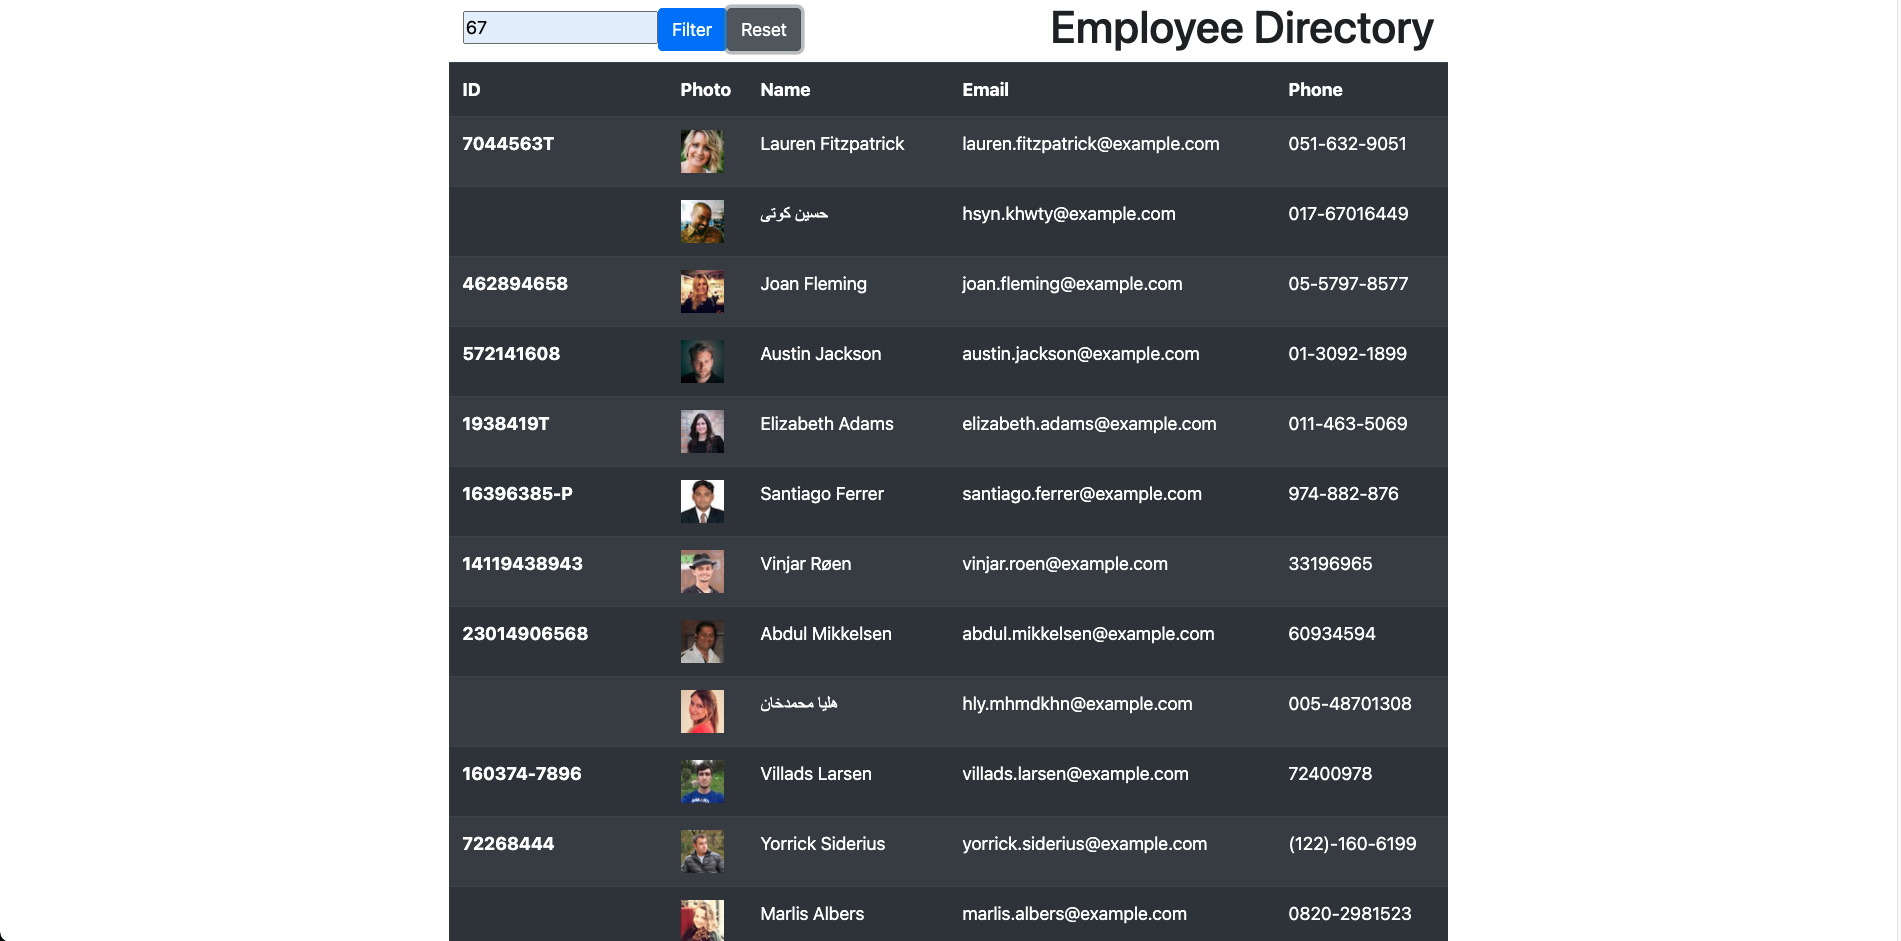 67 Filter Reset Employee Directory
ID Photo Name Email Phone
7044563T Lauren Fitzpatrick lauren.fitzpatrick@example.com 051-632-9051
حسین کوتی hsyn.khwty@example.com 017-67016449
462894658 Joan Fleming joan.fleming@example.com 05-5797-8577
572141608 Austin Jackson austin.jackson@example.com 01-3092-1899
1938419T Elizabeth Adams elizabeth.adams@example.com 011-463-5069
16396385-P Santiago Ferrer santiago.ferrer@example.com 974-882-876
14119438943 Vinjar Røen vinjar.roen@example.com 33196965
23014906568 Abdul Mikkelsen abdul.mikkelsen@example.com 60934594
هلیا محمدخان hly.mhmdkhn@example.com 005-48701308
160374-7896 Villads Larsen villads.larsen@example.com 72400978
72268444 Yorrick Siderius yorrick.siderius@example.com (122)-160-6199
Marlis Albers marlis.albers@example.com 0820-2981523